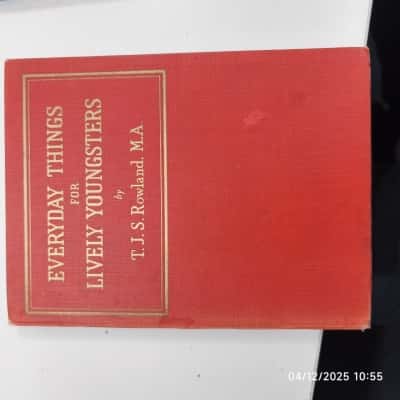 EVERYDAY THINGS
FOR
LIVELY YOUNGSTERS
by
T. J. S. Rowland. M.A.
04/12/2025 10:55